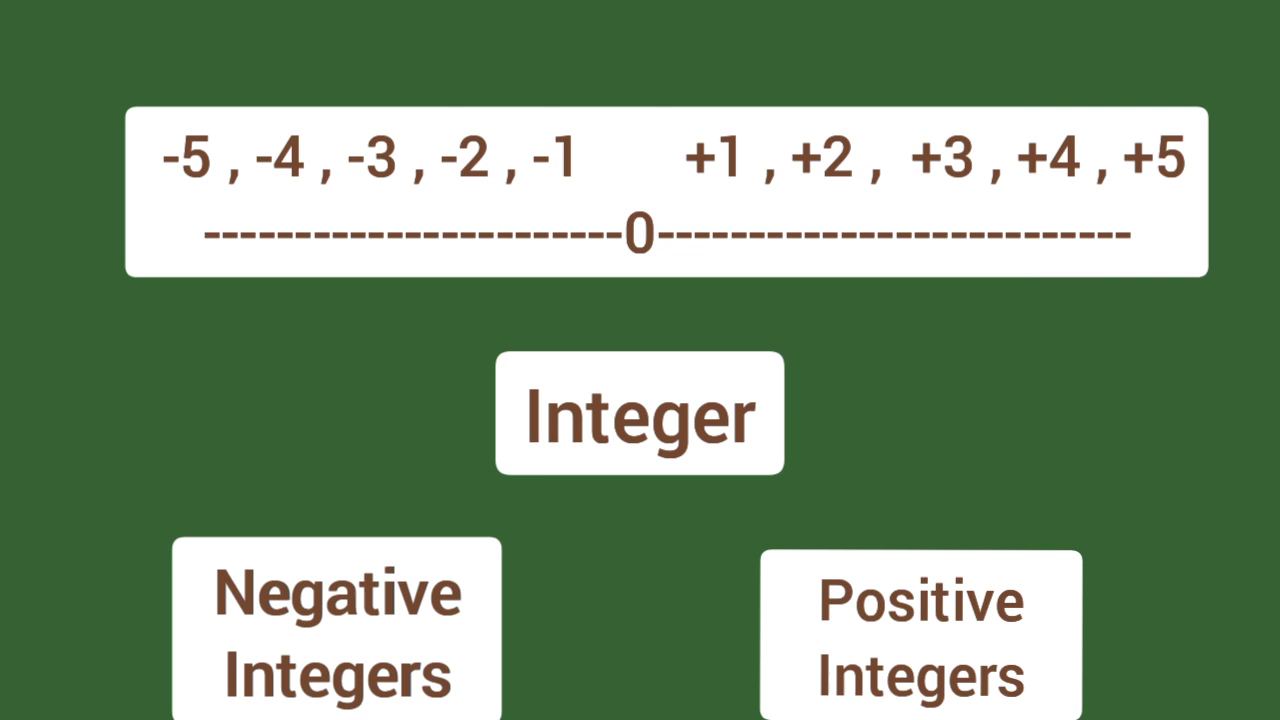 -5 , -4 , -3 , -2 , -1 +1 , +2 , +3 , +4 , +5
-----------------------0--------------------------
Integer
Negative
Integers
Positive
Integers